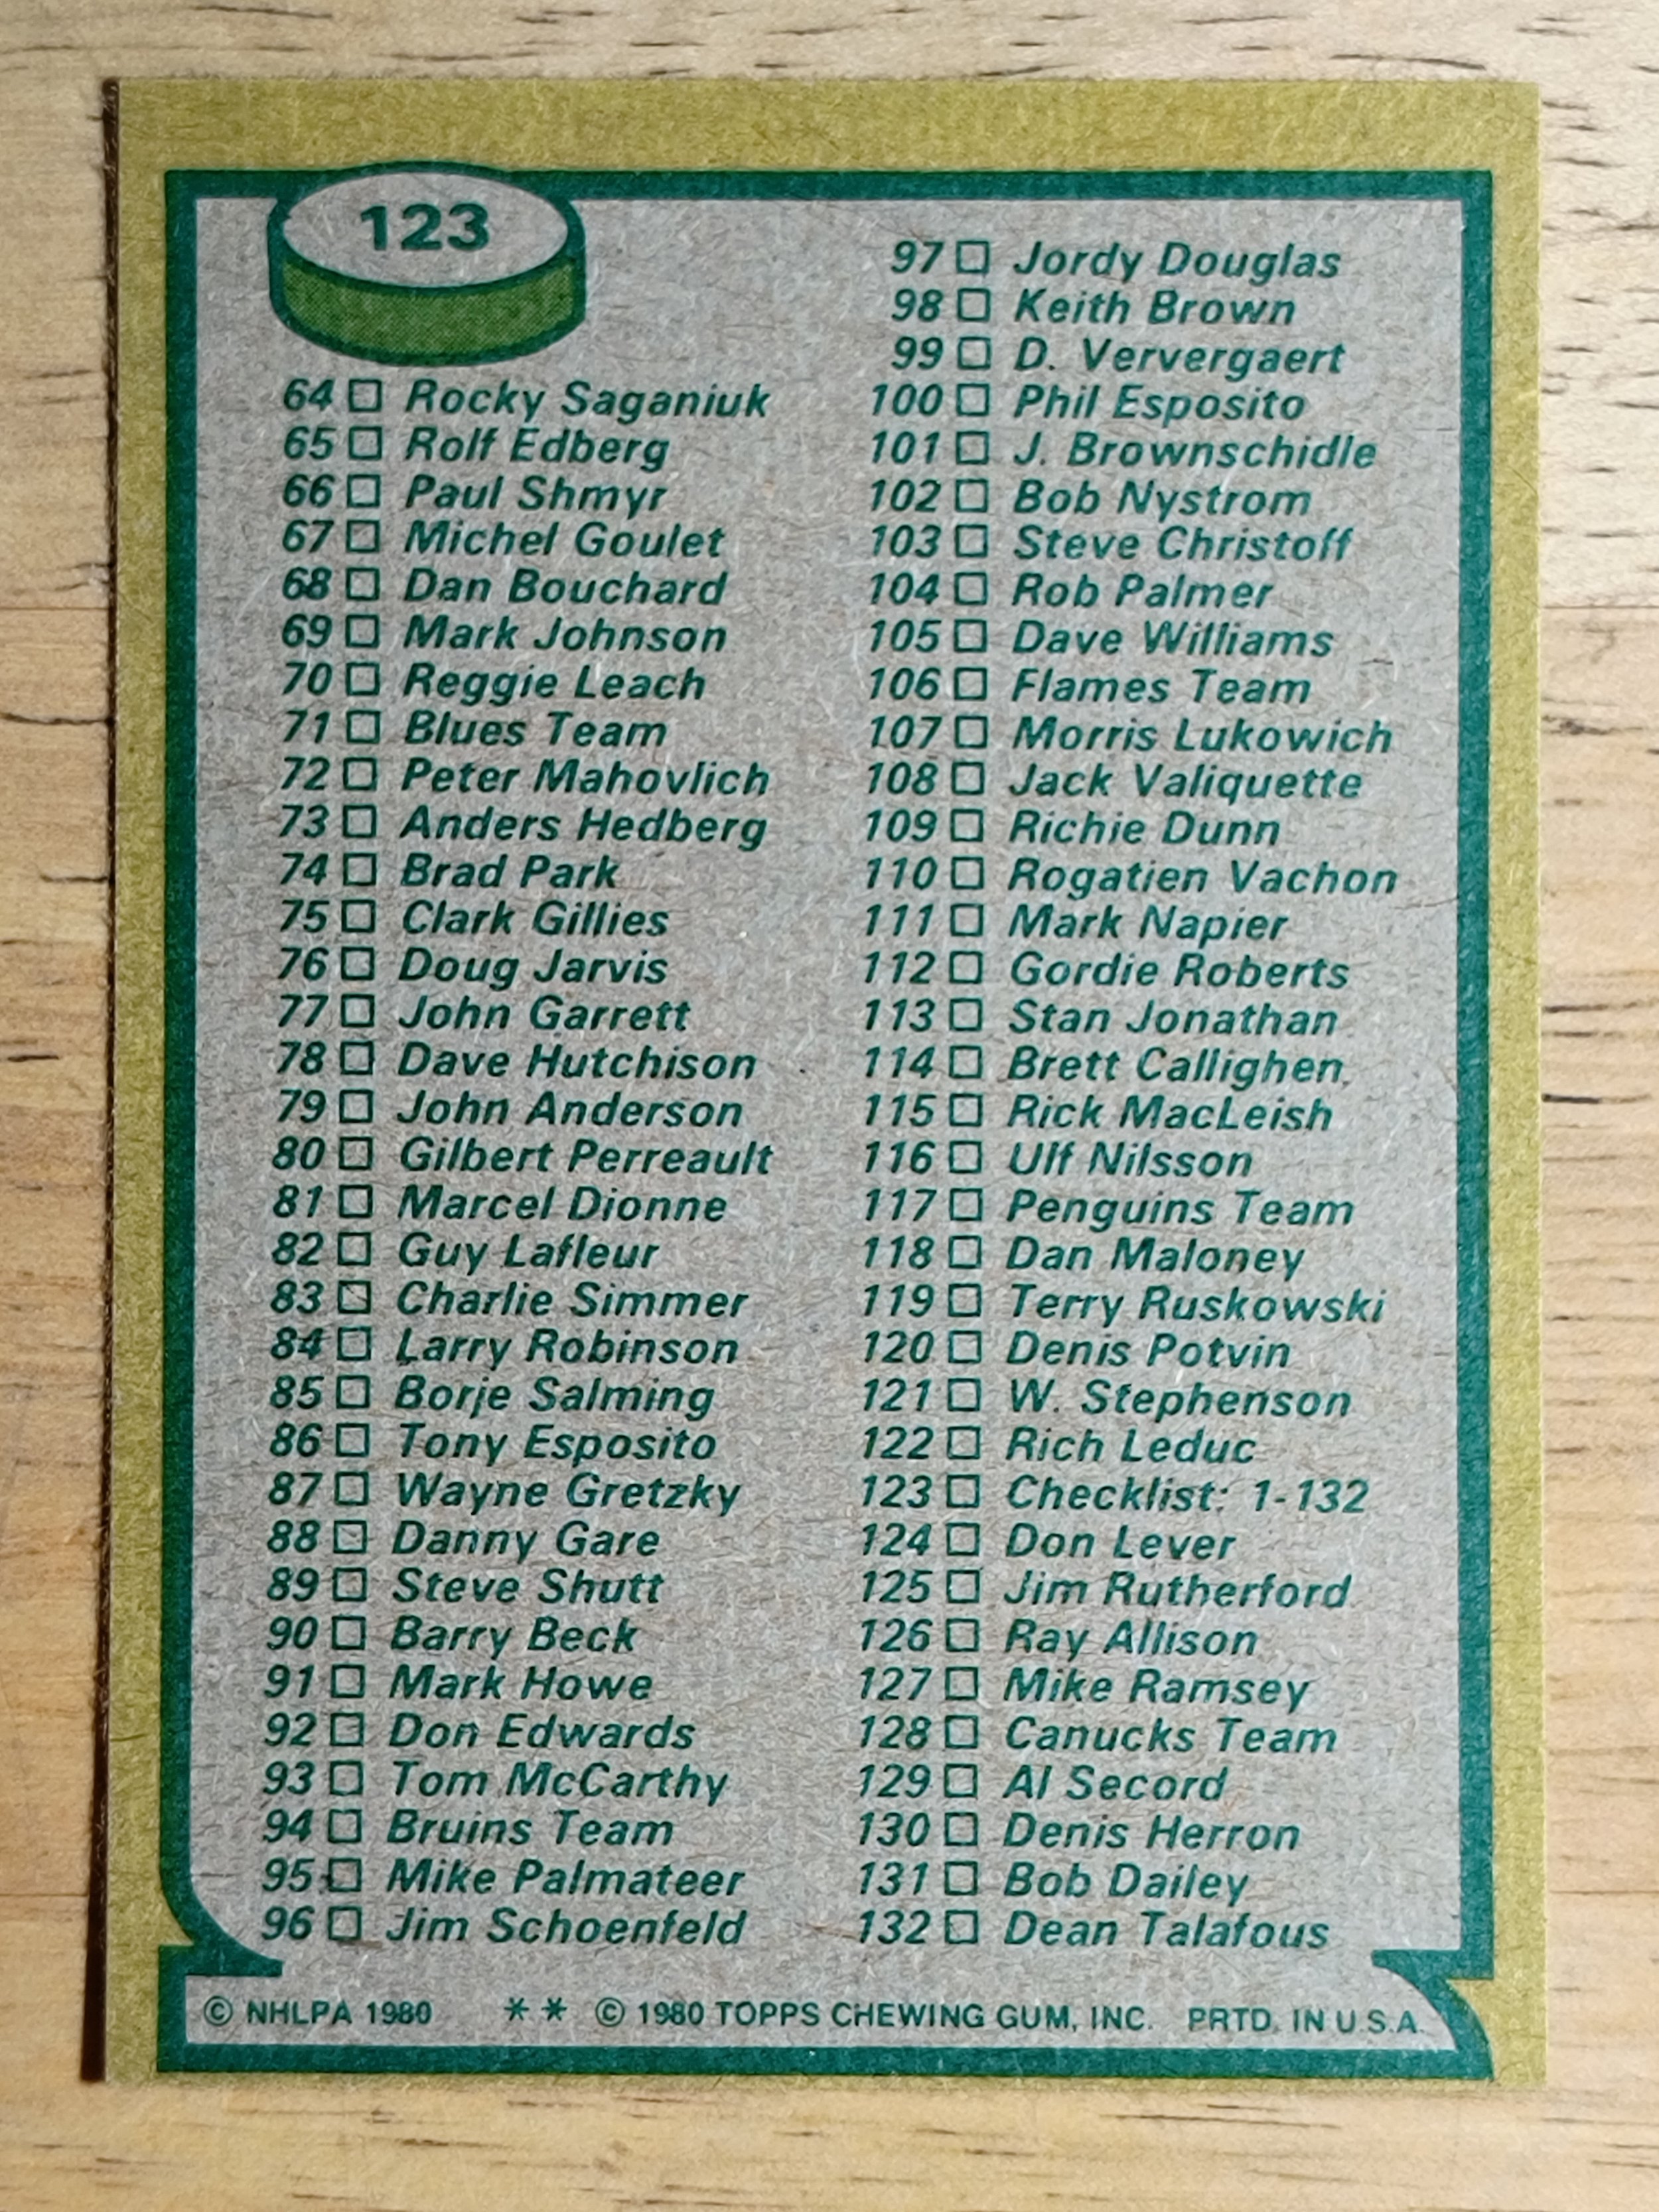 123
64 □ Rocky Saganiuk
65 □ Rolf Edberg
66 □ Paul Shmyr
67 □ Michel Goulet
68 □ Dan Bouchard
69 □ Mark Johnson
70 □ Reggie Leach
71 □ Blues Team
72 □ Peter Mahovlich
73 □ Anders Hedberg
74 □ Brad Park
75 □ Clark Gillies
76 □ Doug Jarvis
77 □ John Garrett
78 □ Dave Hutchison
79 □ John Anderson
80 □ Gilbert Perreault
81 □ Marcel Dionne
82 □ Guy Lafleur
83 □ Charlie Simmer
84 □ Larry Robinson
85 □ Borje Salming
86 □ Tony Esposito
87 □ Wayne Gretzky
88 □ Danny Gare
89 □ Steve Shutt
90 □ Barry Beck
91 □ Mark Howe
92 □ Don Edwards
93 □ Tom McCarthy
94 □ Bruins Team
95 □ Mike Palmateer
96 □ Jim Schoenfeld
97 □ Jordy Douglas
98 □ Keith Brown
99 □ D. Ververgaert
100 □ Phil Esposito
101 □ J. Brownschidle
102 □ Bob Nystrom
103 □ Steve Christoff
104 □ Rob Palmer
105 □ Dave Williams
106 □ Flames Team
107 □ Morris Lukowich
108 □ Jack Valiquette
109 □ Richie Dunn
110 □ Rogatien Vachon
111 □ Mark Napier
112 □ Gordie Roberts
113 □ Stan Jonathan
114 □ Brett Callighen
115 □ Rick MacLeish
116 □ Ulf Nilsson
117 □ Penguins Team
118 □ Dan Maloney
119 □ Terry Ruskowski
120 □ Denis Potvin
121 □ W. Stephenson
122 □ Rich Leduc
123 □ Checklist: 1-132
124 □ Don Lever
125 □ Jim Rutherford
126 □ Ray Allison
127 □ Mike Ramsey
128 □ Canucks Team
129 □ Al Secord
130 □ Denis Herron
131 □ Bob Dailey
132 □ Dean Talafous
© NHLPA 1980 ** © 1980 TOPPS CHEWING GUM, INC. PRTD. IN U.S.A.